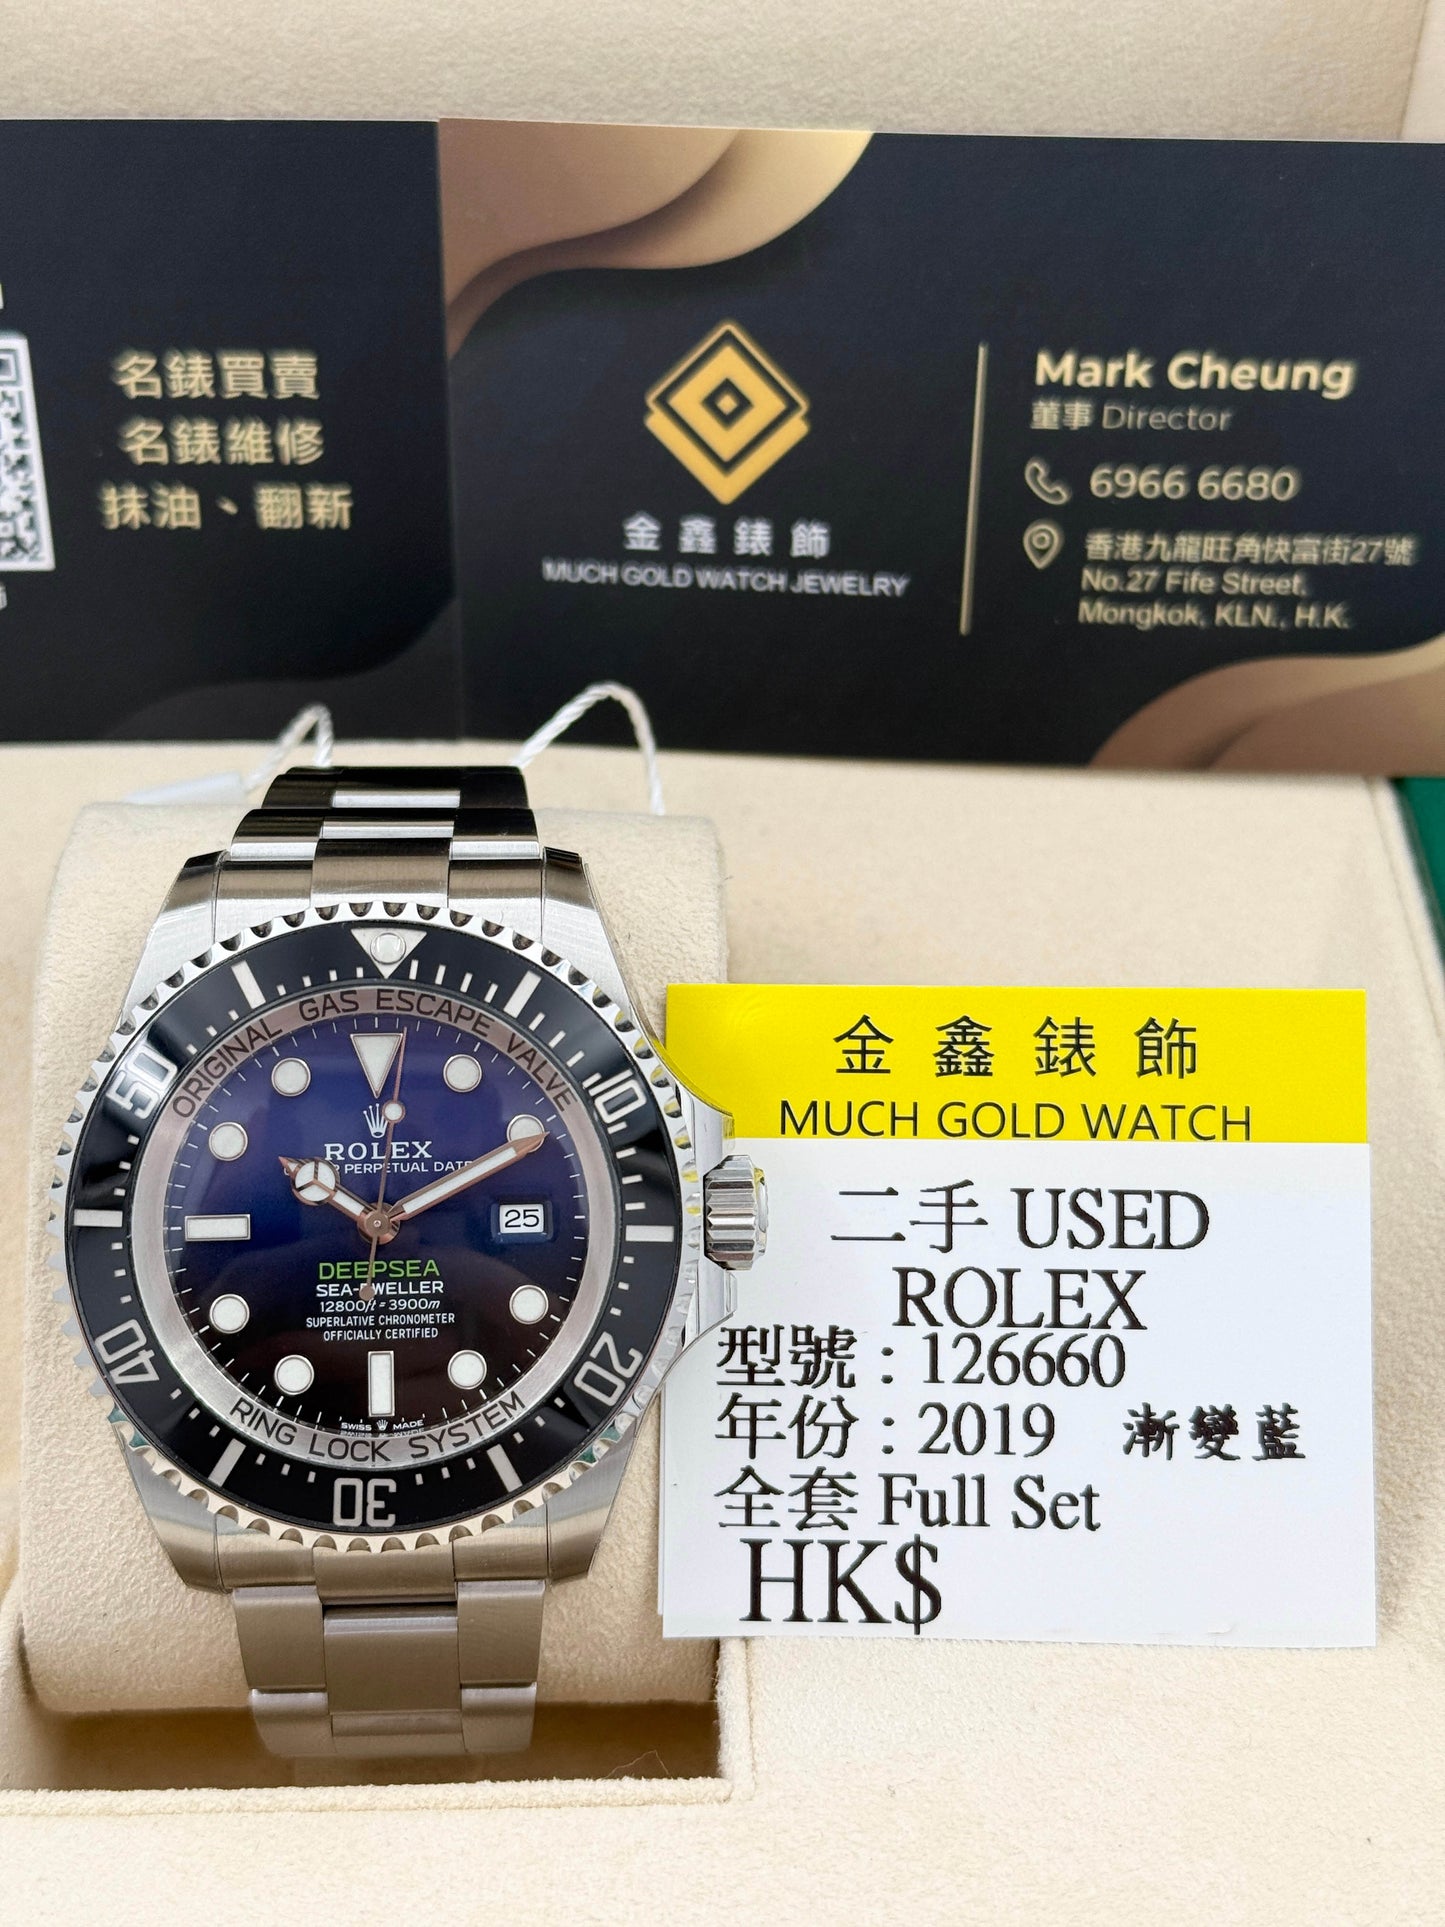 名錶買賣
名錶維修
抹油、翻新
金鑫錶飾
MUCH GOLD WATCH JEWELRY
Mark Cheung
董事 Director
6966 6680
香港九龍旺角快富街27號
No.27 Fife Street,
Mongkok, KLN., H.K.
ORIGINAL GAS ESCAPE VALVE
50
10
ROLEX
PERPETUAL DATE
25
DEEPSEA
SEA-DWELLER
12800ft = 3900m
SUPERLATIVE CHRONOMETER
OFFICIALLY CERTIFIED
40
20
SWISS MADE
RING LOCK SYSTEM
30
金鑫錶飾
MUCH GOLD WATCH
二手 USED
ROLEX
型號 : 126660
年份 : 2019 漸變藍
全套 Full Set
HK$